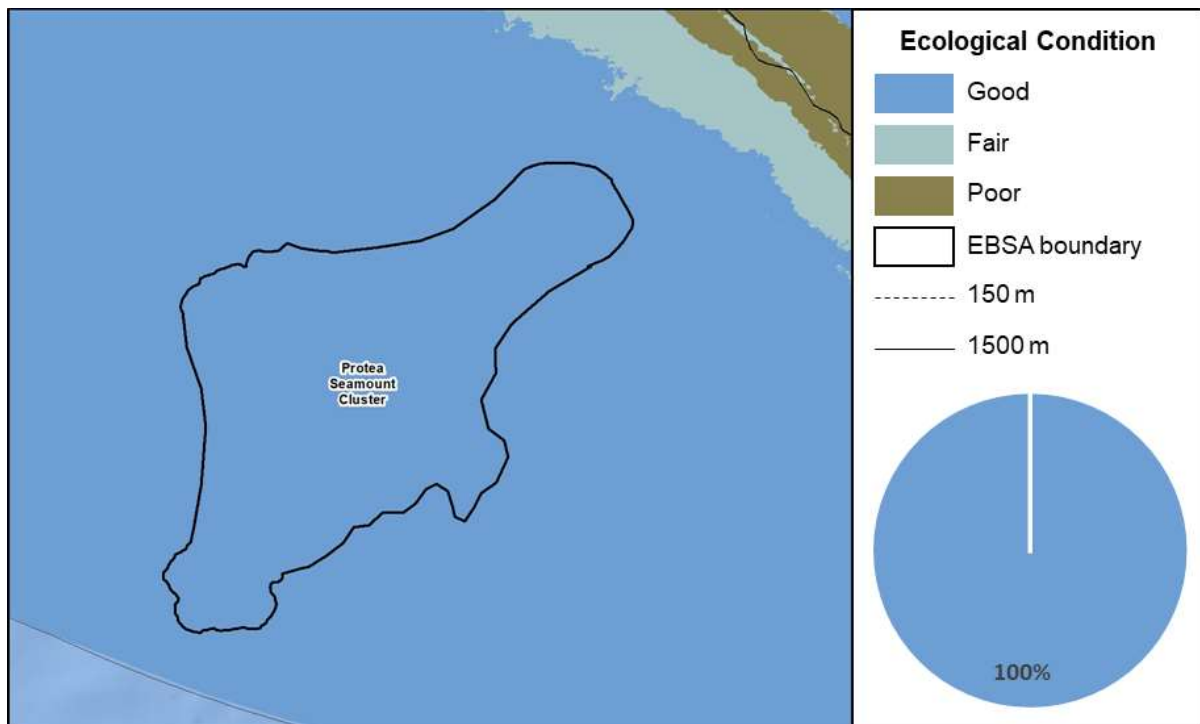 Protea
Seamount
Cluster
Ecological Condition
Good
Fair
Poor
EBSA boundary
150 m
1500 m
100%